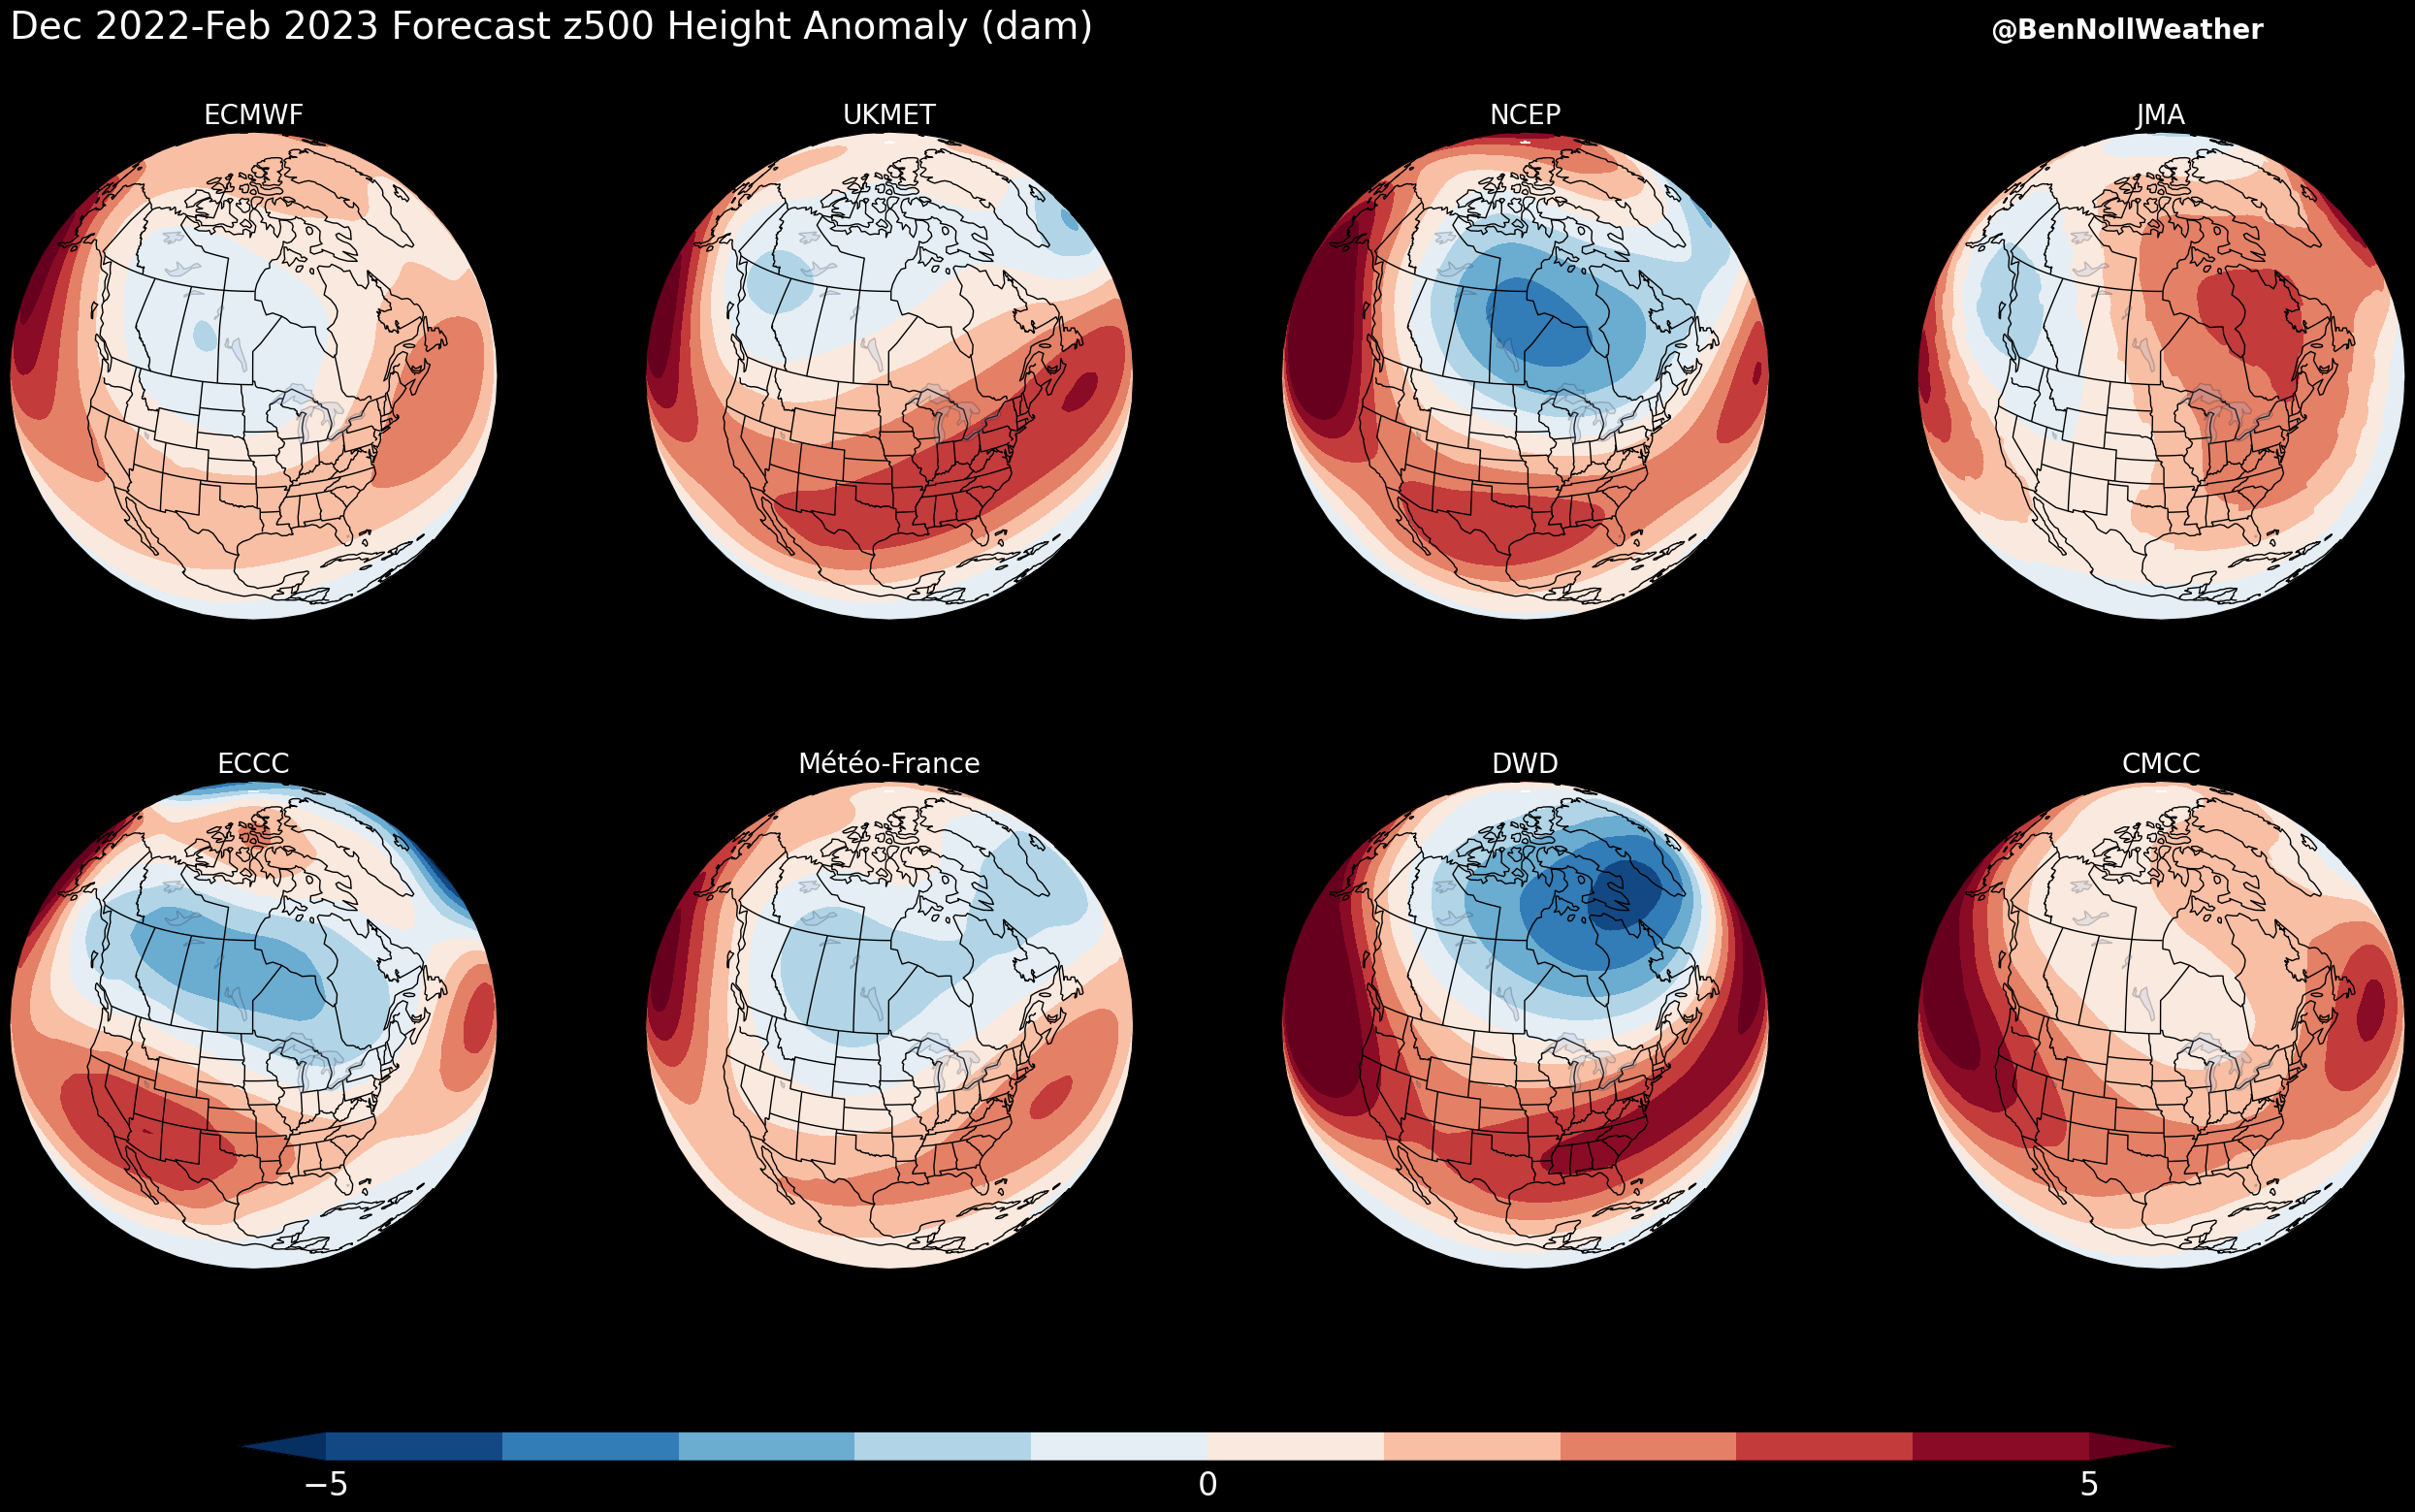 Dec 2022-Feb 2023 Forecast z500 Height Anomaly (dam)
@BenNollWeather
ECMWF
UKMET
NCEP
JMA
ECCC
Météo-France
DWD
CMCC
−5
0
5